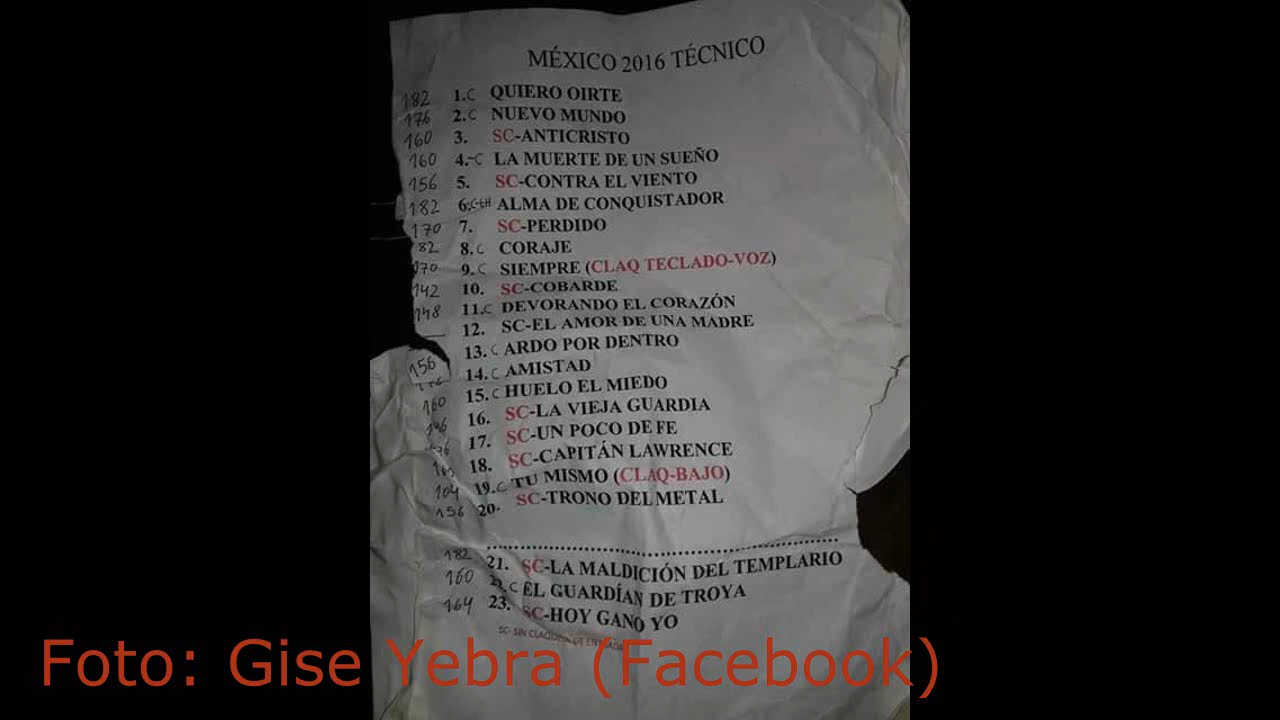 MÉXICO 2016 TÉCNICO
182 1.C QUIERO OIRTE
176 2.C NUEVO MUNDO
160 3. SC-ANTICRISTO
160 4.-C LA MUERTE DE UN SUEÑO
156 5. SC-CONTRA EL VIENTO
182 6. ALMA DE CONQUISTADOR
170 7. SC-PERDIDO
82 8.C CORAJE
170 9.C SIEMPRE (CLAQ TECLADO-VOZ)
142 10. SC-COBARDE
148 11.C DEVORANDO EL CORAZÓN
12. SC-EL AMOR DE UNA MADRE
156 13.C ARDO POR DENTRO
14.C AMISTAD
160 15.C HUELO EL MIEDO
16. SC-LA VIEJA GUARDIA
17. SC-UN POCO DE FE
18. SC-CAPITÁN LAWRENCE
104 19.C TU MISMO (CLAQ-BAJO)
156 20. SC-TRONO DEL METAL
182 21. SC-LA MALDICIÓN DEL TEMPLARIO
160 C EL GUARDÍAN DE TROYA
164 23. SC-HOY GANO YO
SC- SIN DE
Foto: Gise Yebra (Facebook)